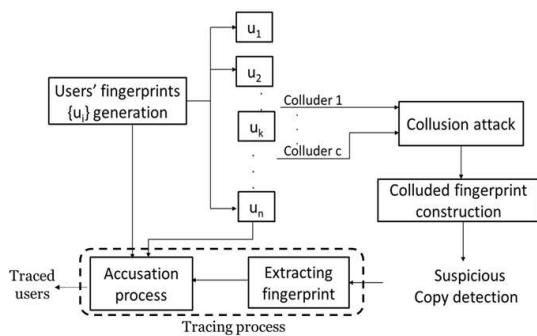 u1
u2
Users' fingerprints
{ui} generation
Colluder 1
uk
Collusion attack
Colluder c
Colluded fingerprint
construction
un
Traced
users
Accusation
process
Extracting
fingerprint
Suspicious
Copy detection
Tracing process